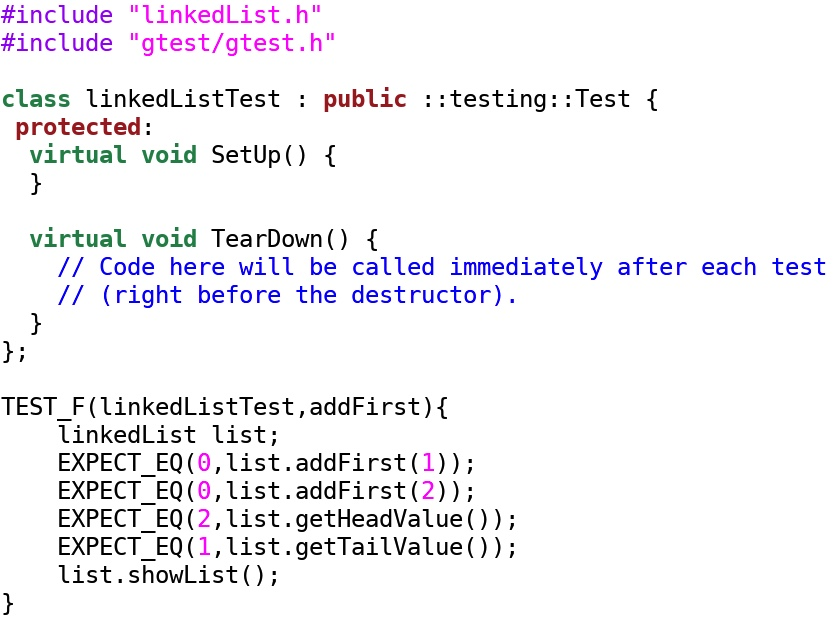 #include "linkedList.h"
#include "gtest/gtest.h"

class linkedListTest : public ::testing::Test {
 protected:
  virtual void SetUp() {
  }

  virtual void TearDown() {
    // Code here will be called immediately after each test
    // (right before the destructor).
  }
};

TEST_F(linkedListTest,addFirst){
    linkedList list;
    EXPECT_EQ(0,list.addFirst(1));
    EXPECT_EQ(0,list.addFirst(2));
    EXPECT_EQ(2,list.getHeadValue());
    EXPECT_EQ(1,list.getTailValue());
    list.showList();
}